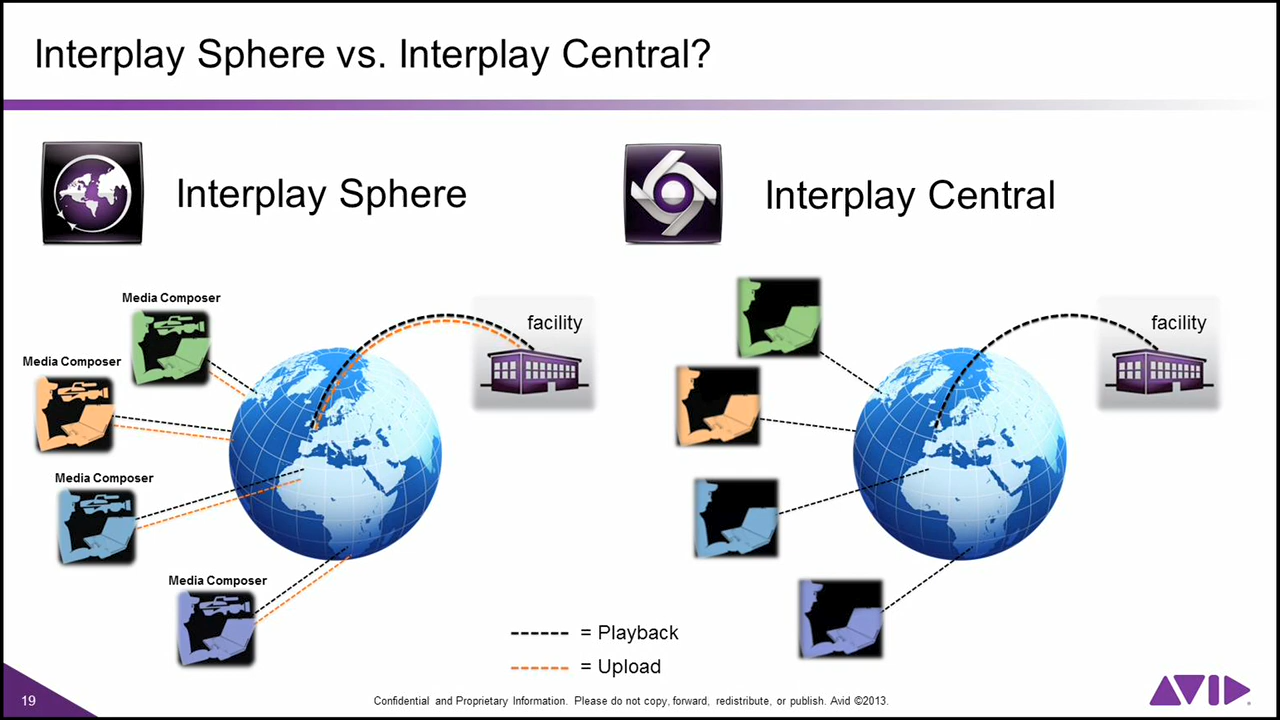 Interplay Sphere vs. Interplay Central?
Interplay Sphere
Interplay Central
Media Composer
facility
facility
Media Composer
Media Composer
Media Composer
= Playback
= Upload
19
Confidential and Proprietary Information. Please do not copy, forward, redistribute, or publish. Avid ©2013.
AVID